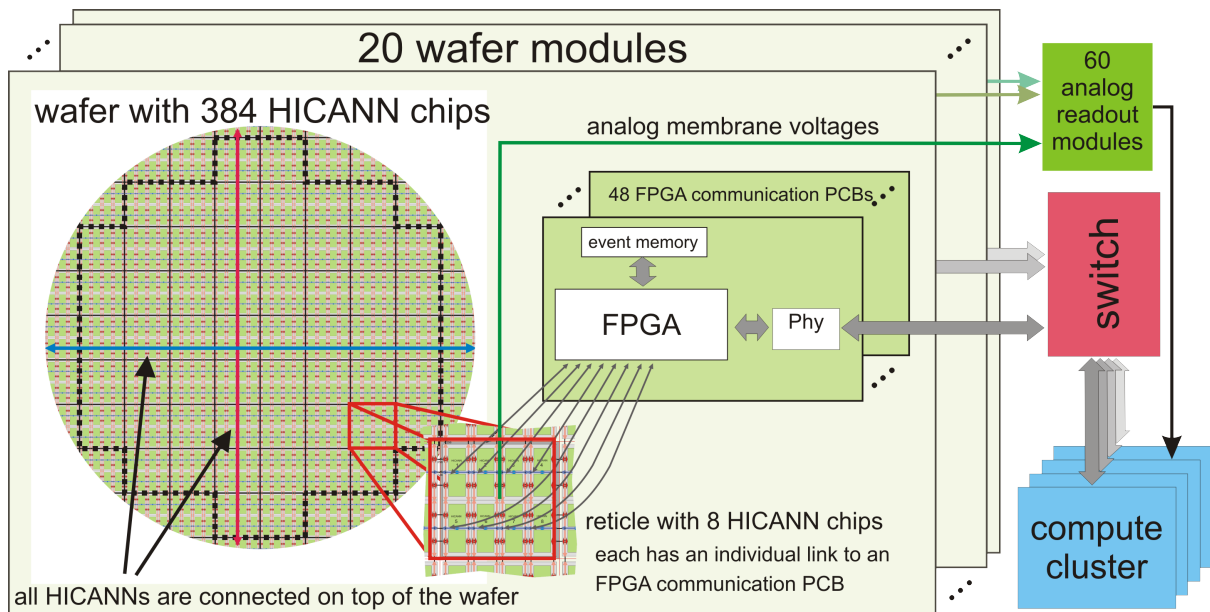 20 wafer modules
wafer with 384 HICANN chips
60
analog
readout
modules
analog membrane voltages
48 FPGA communication PCBs
event memory
FPGA
Phy
switch
reticle with 8 HICANN chips
each has an individual link to an
FPGA communication PCB
compute
cluster
all HICANNs are connected on top of the wafer